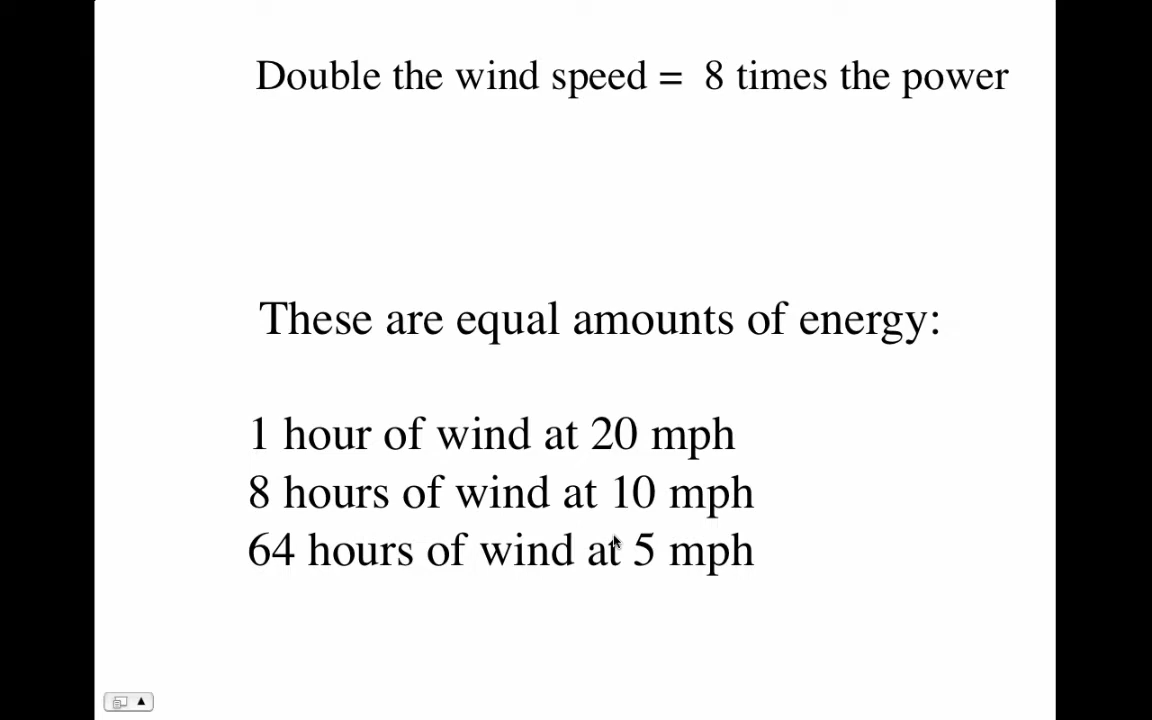 Double the wind speed =  8 times the power
These are equal amounts of energy:
1 hour of wind at 20 mph
8 hours of wind at 10 mph
64 hours of wind at 5 mph